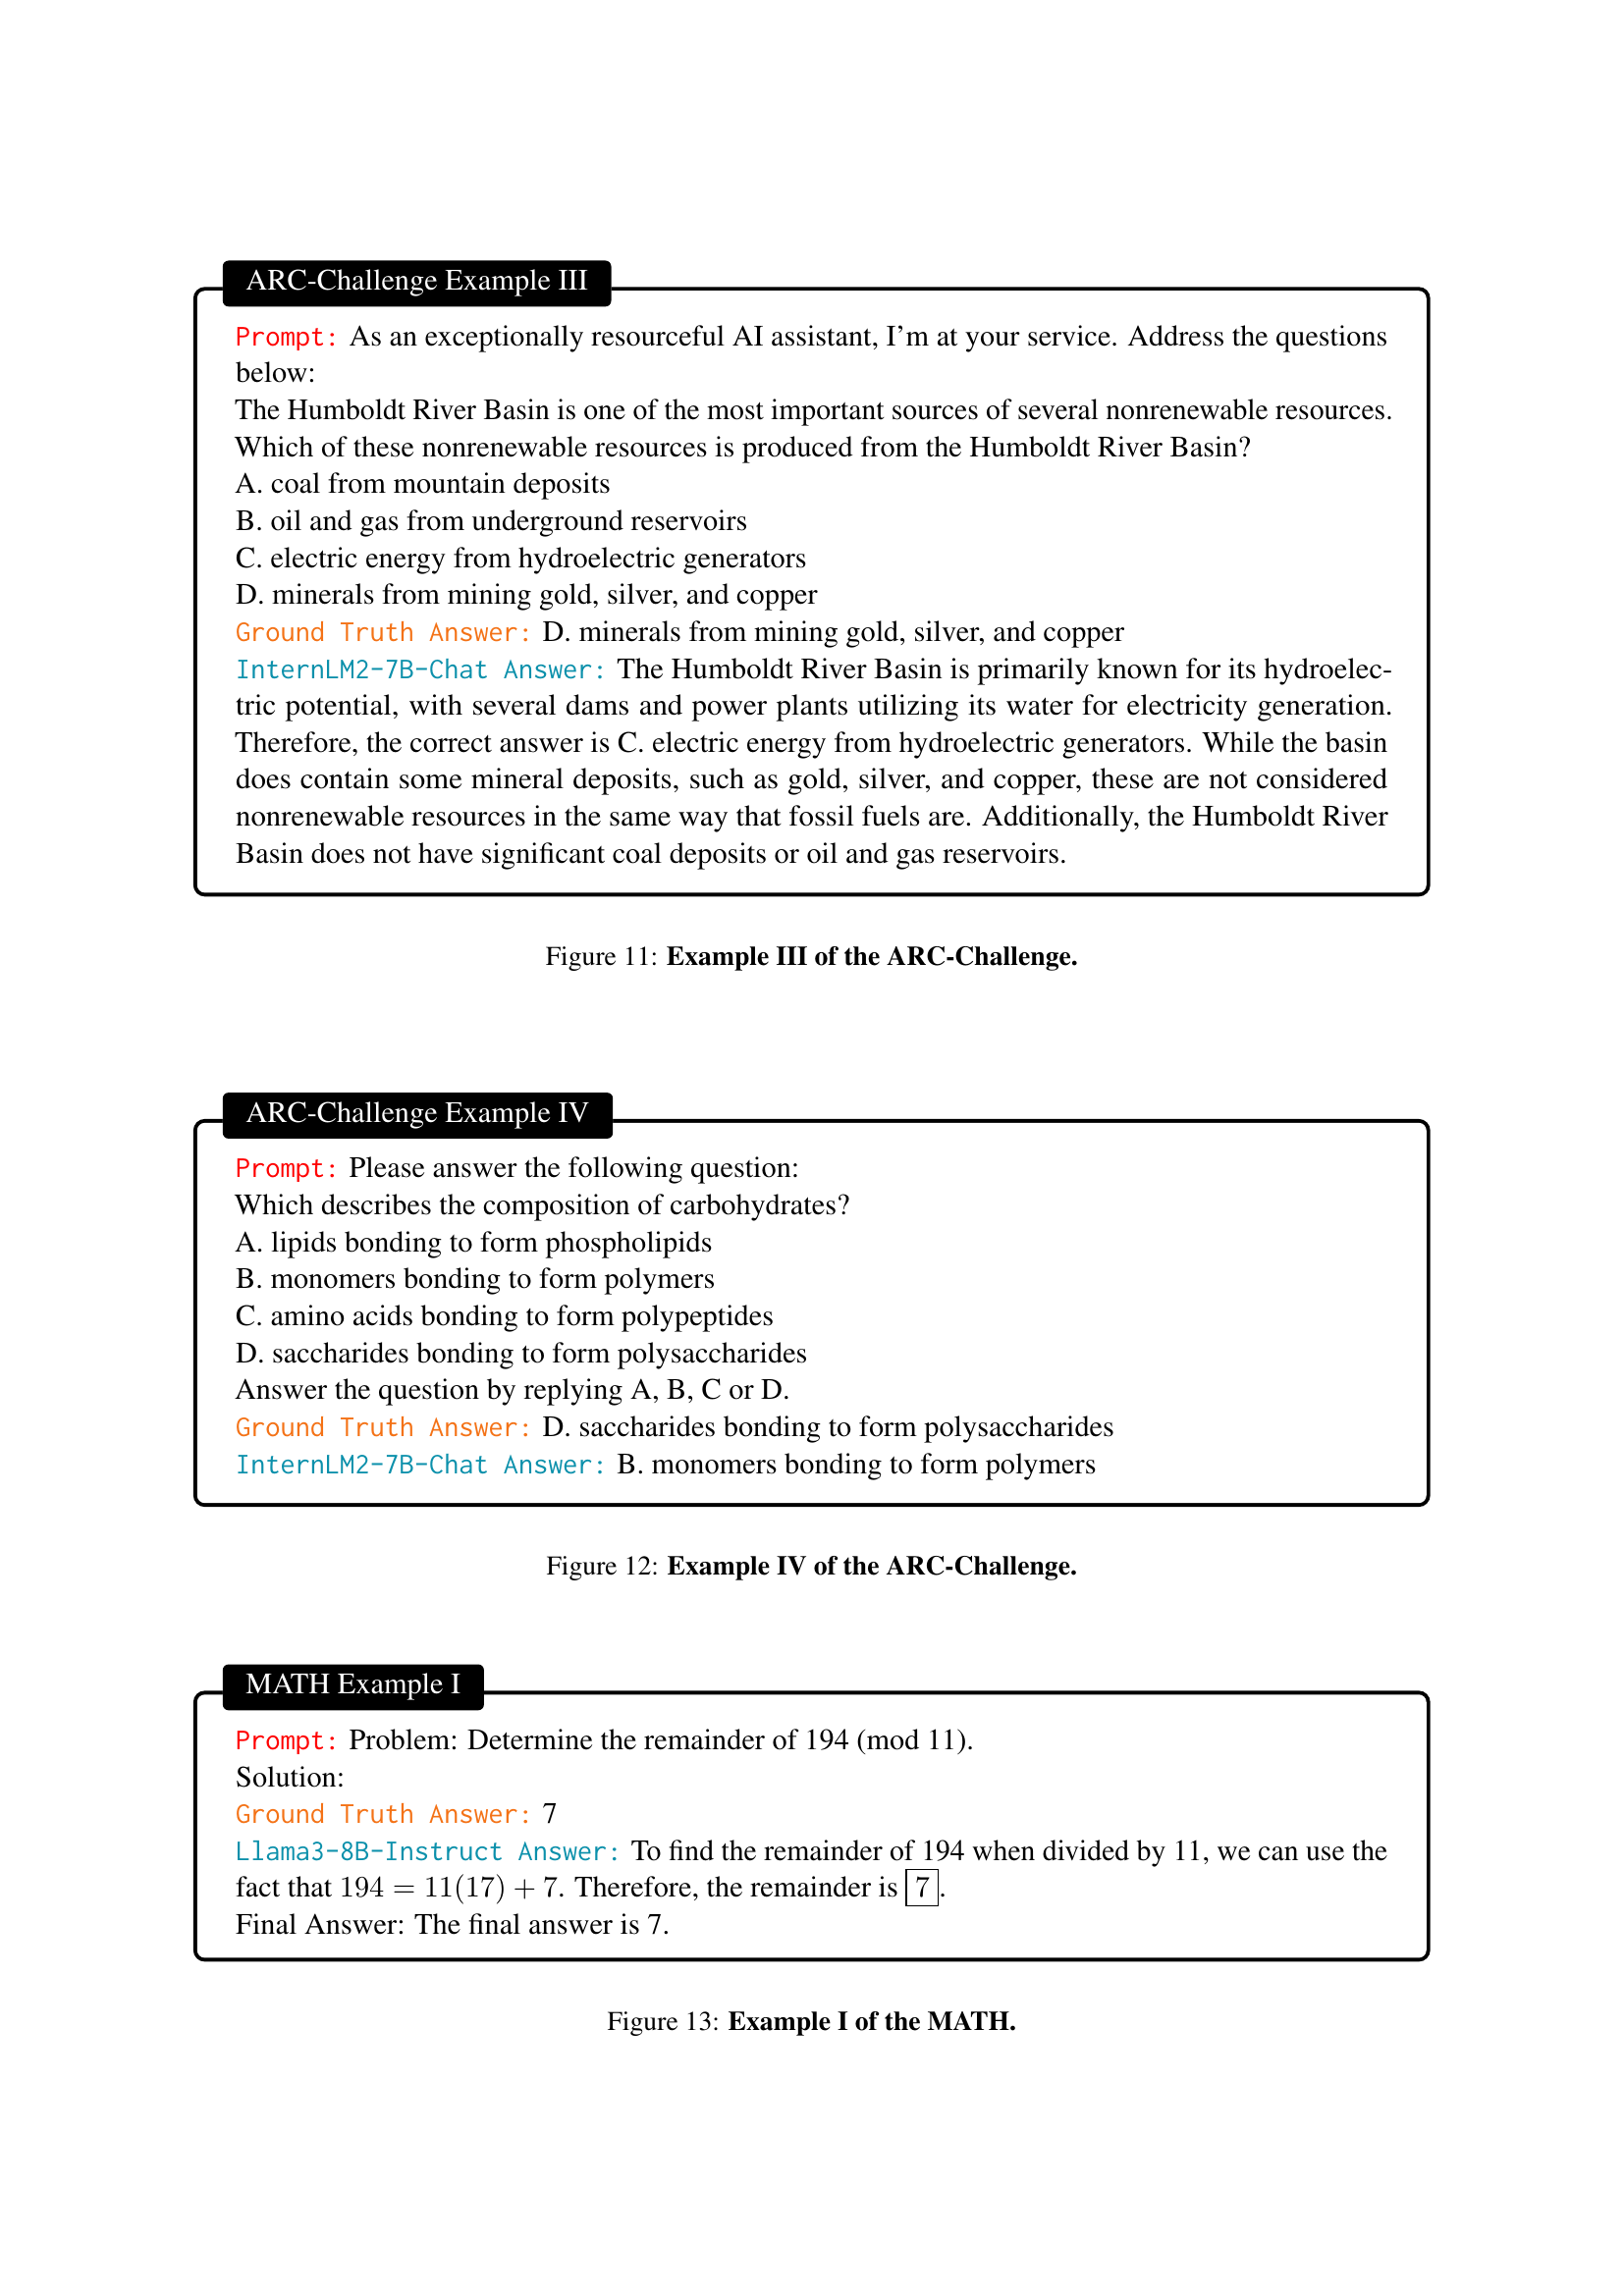 ARC-Challenge Example III
Prompt: As an exceptionally resourceful AI assistant, I'm at your service. Address the questions
below:
The Humboldt River Basin is one of the most important sources of several nonrenewable resources.
Which of these nonrenewable resources is produced from the Humboldt River Basin?
A. coal from mountain deposits
B. oil and gas from underground reservoirs
C. electric energy from hydroelectric generators
D. minerals from mining gold, silver, and copper
Ground Truth Answer: D. minerals from mining gold, silver, and copper
InternLM2-7B-Chat Answer: The Humboldt River Basin is primarily known for its hydroelec-
tric potential, with several dams and power plants utilizing its water for electricity generation.
Therefore, the correct answer is C. electric energy from hydroelectric generators. While the basin
does contain some mineral deposits, such as gold, silver, and copper, these are not considered
nonrenewable resources in the same way that fossil fuels are. Additionally, the Humboldt River
Basin does not have significant coal deposits or oil and gas reservoirs.
Figure 11: Example III of the ARC-Challenge.
ARC-Challenge Example IV
Prompt: Please answer the following question:
Which describes the composition of carbohydrates?
A. lipids bonding to form phospholipids
B. monomers bonding to form polymers
C. amino acids bonding to form polypeptides
D. saccharides bonding to form polysaccharides
Answer the question by replying A, B, C or D.
Ground Truth Answer: D. saccharides bonding to form polysaccharides
InternLM2-7B-Chat Answer: B. monomers bonding to form polymers
Figure 12: Example IV of the ARC-Challenge.
MATH Example I
Prompt: Problem: Determine the remainder of 194 (mod 11).
Solution:
Ground Truth Answer: 7
Llama3-8B-Instruct Answer: To find the remainder of 194 when divided by 11, we can use the
fact that 194 = 11(17) + 7. Therefore, the remainder is 7.
Final Answer: The final answer is 7.
Figure 13: Example I of the MATH.